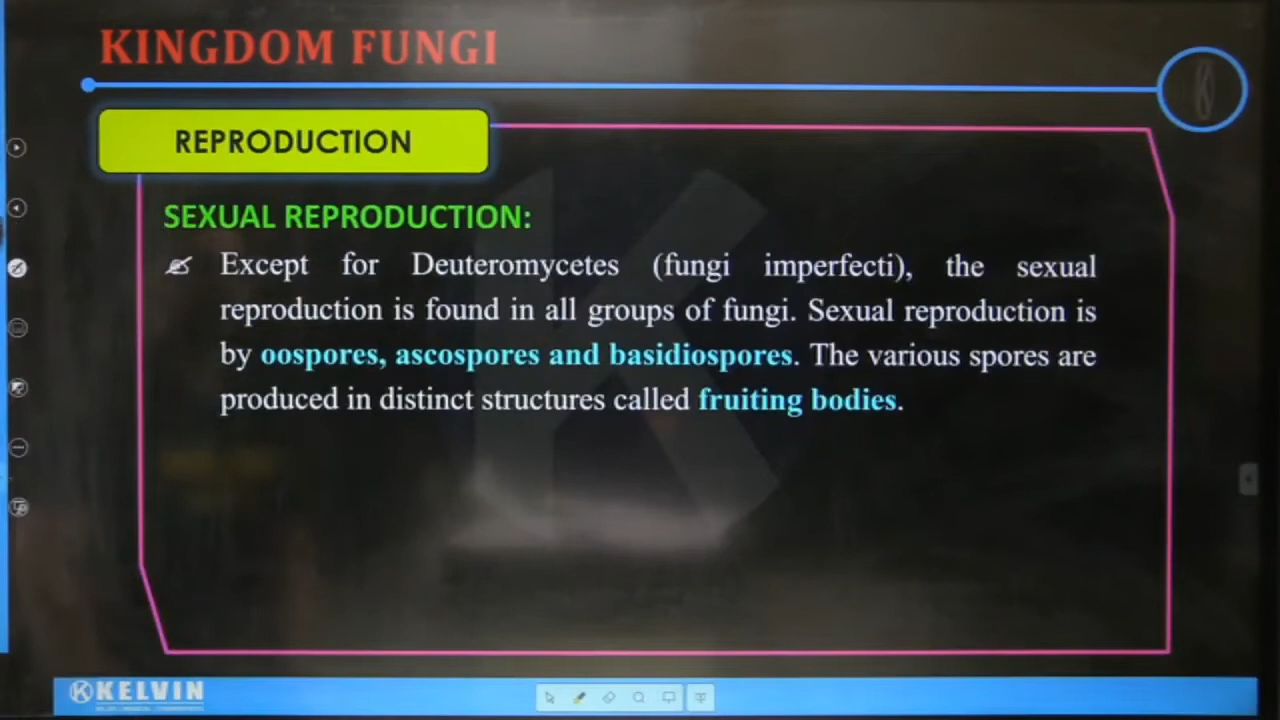 KINGDOM FUNGI
REPRODUCTION
SEXUAL REPRODUCTION:
Except for Deuteromycetes (fungi imperfecti), the sexual
reproduction is found in all groups of fungi. Sexual reproduction is
by oospores, ascospores and basidiospores. The various spores are
produced in distinct structures called fruiting bodies.
KELVIN